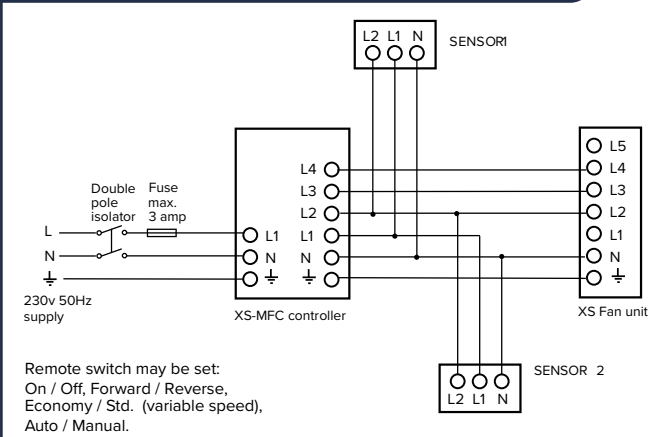 L2 L1 N
SENSOR1
L5
L4
L4
L3
L3
Double
pole
isolator
Fuse
max.
3 amp
L2
L2
L
L1
L1
L1
N
N
N
N
230v 50Hz
supply
XS-MFC controller
XS Fan unit
SENSOR 2
L2 L1 N
Remote switch may be set:
On / Off, Forward / Reverse,
Economy / Std. (variable speed),
Auto / Manual.